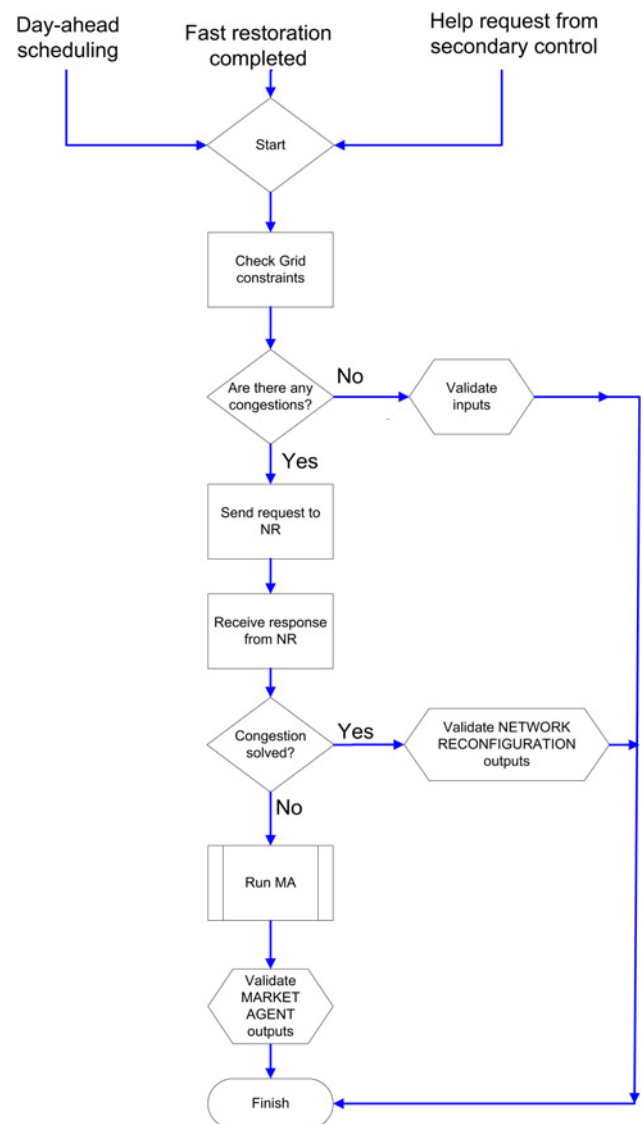 Day-ahead
scheduling
Fast restoration
completed
Help request from
secondary control
Start
Check Grid
constraints
Are there any
congestions?
No
Validate
inputs
Yes
Send request to
NR
Receive response
from NR
Congestion
solved?
Yes
Validate NETWORK
RECONFIGURATION
outputs
No
Run MA
Validate
MARKET
AGENT
outputs
Finish